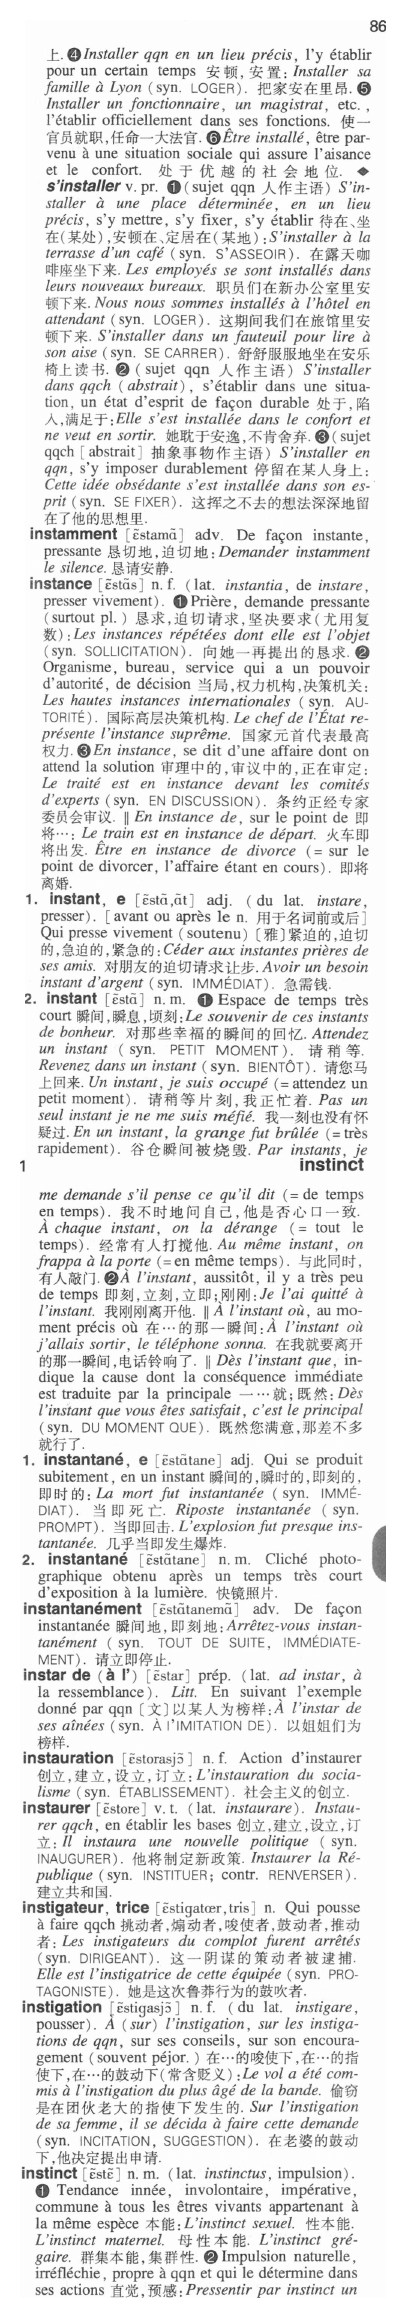 86
上. ❹ Installer qqn en un lieu précis, l'y établir
pour un certain temps 安顿,安置: Installer sa
famille à Lyon (syn. LOGER). 把家安在里昂. ❺
Installer un fonctionnaire, un magistrat, etc.,
l'établir officiellement dans ses fonctions. 使一
官员就职,任命一大法官. ❻ Être installé, être par-
venu à une situation sociale qui assure l'aisance
et le confort. 处于优越的社会地位. ◆
s'installer v. pr. ❶ (sujet qqn 人作主语) S'in-
staller à une place déterminée, en un lieu
précis, s'y mettre, s'y fixer, s'y établir 待在、坐
在(某处),安顿在、定居在(某地): S'installer à la
terrasse d'un café (syn. S'ASSEOIR). 在露天咖
啡座坐下来. Les employés se sont installés dans
leurs nouveaux bureaux. 职员们在新办公室里安
顿下来. Nous nous sommes installés à l'hôtel en
attendant (syn. LOGER). 这期间我们在旅馆里安
顿下来. S'installer dans un fauteuil pour lire à
son aise (syn. SE CARRER). 舒舒服服地坐在安乐
椅上读书. ❷ (sujet qqn 人作主语) S'installer
dans qqch (abstrait), s'établir dans une situa-
tion, un état d'esprit de façon durable 处于,陷
入,满足于: Elle s'est installée dans le confort et
ne veut en sortir. 她耽于安逸,不肯舍弃. ❸ (sujet
qqch [abstrait] 抽象事物作主语) S'installer en
qqn, s'y imposer durablement 停留在某人身上:
Cette idée obsédante s'est installée dans son es-
prit (syn. SE FIXER). 这挥之不去的想法深深地留
在了他的思想里.
instamment [ɛ̃stamɑ̃] adv. De façon instante,
pressante 恳切地,迫切地: Demander instamment
le silence. 恳请安静.
instance [ɛ̃stɑ̃s] n. f. (lat. instantia, de instare,
presser vivement). ❶ Prière, demande pressante
(surtout pl.) 恳求,迫切请求,坚决要求(尤用复
数): Les instances répétées dont elle est l'objet
(syn. SOLLICITATION). 向她一再提出的恳求. ❷
Organisme, bureau, service qui a un pouvoir
d'autorité, de décision 当局,权力机构,决策机关:
Les hautes instances internationales (syn. AU-
TORITÉ). 国际高层决策机构. Le chef de l'État re-
présente l'instance suprême. 国家元首代表最高
权力. ❸ En instance, se dit d'une affaire dont on
attend la solution 审理中的,审议中的,正在审定:
Le traité est en instance devant les comités
d'experts (syn. EN DISCUSSION). 条约正经专家
委员会审议. ‖ En instance de, sur le point de 即
将…: Le train est en instance de départ. 火车即
将出发. Être en instance de divorce (= sur le
point de divorcer, l'affaire étant en cours). 即将
离婚.
1. instant, e [ɛ̃stɑ̃,ɑ̃t] adj. (du lat. instare,
presser). [avant ou après le n. 用于名词前或后]
Qui presse vivement (soutenu) [雅]紧迫的,迫切
的,急迫的,紧急的: Céder aux instantes prières de
ses amis. 对朋友的迫切请求让步. Avoir un besoin
instant d'argent (syn. IMMÉDIAT). 急需钱.
2. instant [ɛ̃stɑ̃] n. m. ❶ Espace de temps très
court 瞬间,瞬息,顷刻: Le souvenir de ces instants
de bonheur. 对那些幸福的瞬间的回忆. Attendez
un instant (syn. PETIT MOMENT). 请稍等.
Revenez dans un instant (syn. BIENTÔT). 请您马
上回来. Un instant, je suis occupé (= attendez un
petit moment). 请稍等片刻,我正忙着. Pas un
seul instant je ne me suis méfié. 我一刻也没有怀
疑过. En un instant, la grange fut brûlée (= très
rapidement). 谷仓瞬间被烧毁. Par instants, je
1 instinct
me demande s'il pense ce qu'il dit (= de temps
en temps). 我不时地问自己,他是否心口一致.
À chaque instant, on la dérange (= tout le
temps). 经常有人打搅他. Au même instant, on
frappa à la porte (= en même temps). 与此同时,
有人敲门. ❷ À l'instant, aussitôt, il y a très peu
de temps 即刻,立刻,立即;刚刚: Je l'ai quitté à
l'instant. 我刚刚离开他. ‖ À l'instant où, au mo-
ment précis où 在…的那一瞬间: À l'instant où
j'allais sortir, le téléphone sonna. 在我就要离开
的那一瞬间,电话铃响了. ‖ Dès l'instant que, in-
dique la cause dont la conséquence immédiate
est traduite par la principale 一…就;既然: Dès
l'instant que vous êtes satisfait, c'est le principal
(syn. DU MOMENT QUE). 既然您满意,那差不多
就行了.
1. instantané, e [ɛ̃stɑ̃tane] adj. Qui se produit
subitement, en un instant 瞬间的,瞬时的,即刻的,
即时的: La mort fut instantanée (syn. IMMÉ-
DIAT). 当即死亡. Riposte instantanée (syn.
PROMPT). 当即回击. L'explosion fut presque ins-
tantanée. 几乎当即发生爆炸.
2. instantané [ɛ̃stɑ̃tane] n. m. Cliché photo-
graphique obtenu après un temps très court
d'exposition à la lumière. 快镜照片.
instantanément [ɛ̃stɑ̃tanemɑ̃] adv. De façon
instantanée 瞬间地,即刻地: Arrêtez-vous instan-
tanément (syn. TOUT DE SUITE, IMMÉDIATE-
MENT). 请立即停止.
instar de (à l') [ɛ̃star] prép. (lat. ad instar, à
la ressemblance). Litt. En suivant l'exemple
donné par qqn [文]以某人为榜样: À l'instar de
ses aînées (syn. À l'IMITATION DE). 以姐姐们为
榜样.
instauration [ɛ̃storasjɔ̃] n. f. Action d'instaurer
创立,建立,设立,订立: L'instauration du socia-
lisme (syn. ÉTABLISSEMENT). 社会主义的创立.
instaurer [ɛ̃store] v. t. (lat. instaurare). Instau-
rer qqch, en établir les bases 创立,建立,设立,订
立: Il instaura une nouvelle politique (syn.
INAUGURER). 他将制定新政策. Instaurer la Ré-
publique (syn. INSTITUER; contr. RENVERSER).
建立共和国.
instigateur, trice [ɛ̃stigatœr,tris] n. Qui pousse
à faire qqch 挑动者,煽动者,唆使者,鼓动者,推动
者: Les instigateurs du complot furent arrêtés
(syn. DIRIGEANT). 这一阴谋的策动者被逮捕.
Elle est l'instigatrice de cette équipée (syn. PRO-
TAGONISTE). 她是这次鲁莽行为的鼓吹者.
instigation [ɛ̃stigasjɔ̃] n. f. (du lat. instigare,
pousser). À (sur) l'instigation, sur les instiga-
tions de qqn, sur ses conseils, sur son encoura-
gement (souvent péjor.) 在…的唆使下,在…的指
使下,在…的鼓动下(常含贬义): Le vol a été com-
mis à l'instigation du plus âgé de la bande. 偷窃
是在团伙老大的指使下发生的. Sur l'instigation
de sa femme, il se décida à faire cette demande
(syn. INCITATION, SUGGESTION). 在老婆的鼓动
下,他决定提出申请.
instinct [ɛ̃stɛ̃] n. m. (lat. instinctus, impulsion).
❶ Tendance innée, involontaire, impérative,
commune à tous les êtres vivants appartenant à
la même espèce 本能: L'instinct sexuel. 性本能.
L'instinct maternel. 母性本能. L'instinct gré-
gaire. 群集本能,集群性. ❷ Impulsion naturelle,
irréfléchie, propre à qqn et qui le détermine dans
ses actions 直觉,预感: Pressentir par instinct un